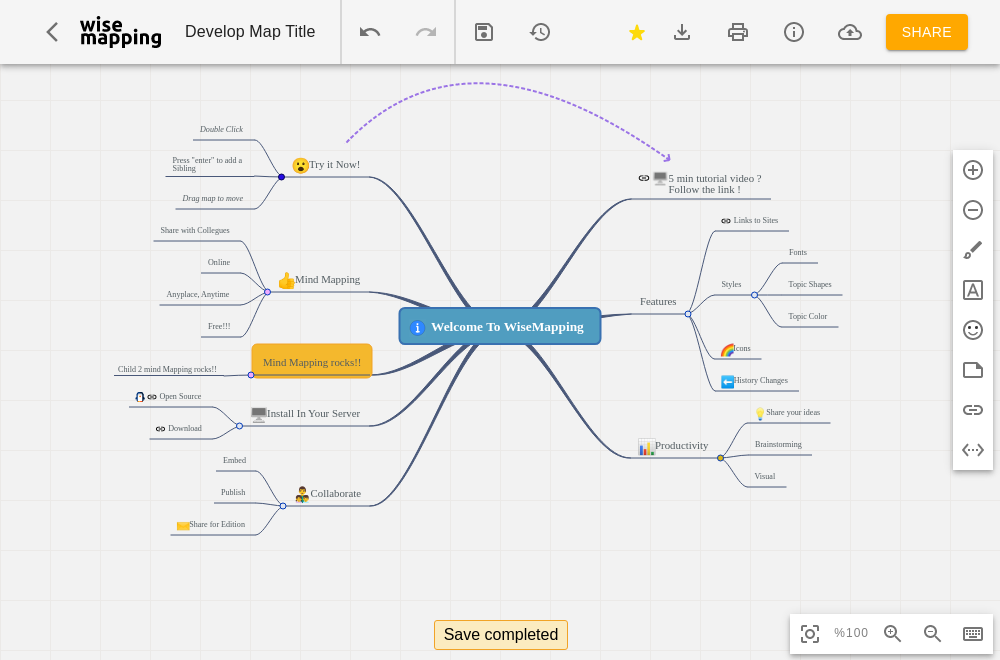 wise
mapping
Develop Map Title
SHARE
Double Click
Press "enter" to add a
Sibling
Drag map to move
Try it Now!
Share with Collegues
Online
Anyplace, Anytime
Free!!!
Mind Mapping
Mind Mapping rocks!!
Child 2 mind Mapping rocks!!
Open Source
Download
Install In Your Server
Embed
Publish
Share for Edition
Collaborate
Welcome To WiseMapping
5 min tutorial video ?
Follow the link !
Links to Sites
Fonts
Styles
Topic Shapes
Features
Topic Color
Icons
History Changes
Share your ideas
Productivity
Brainstorming
Visual
Save completed
%100